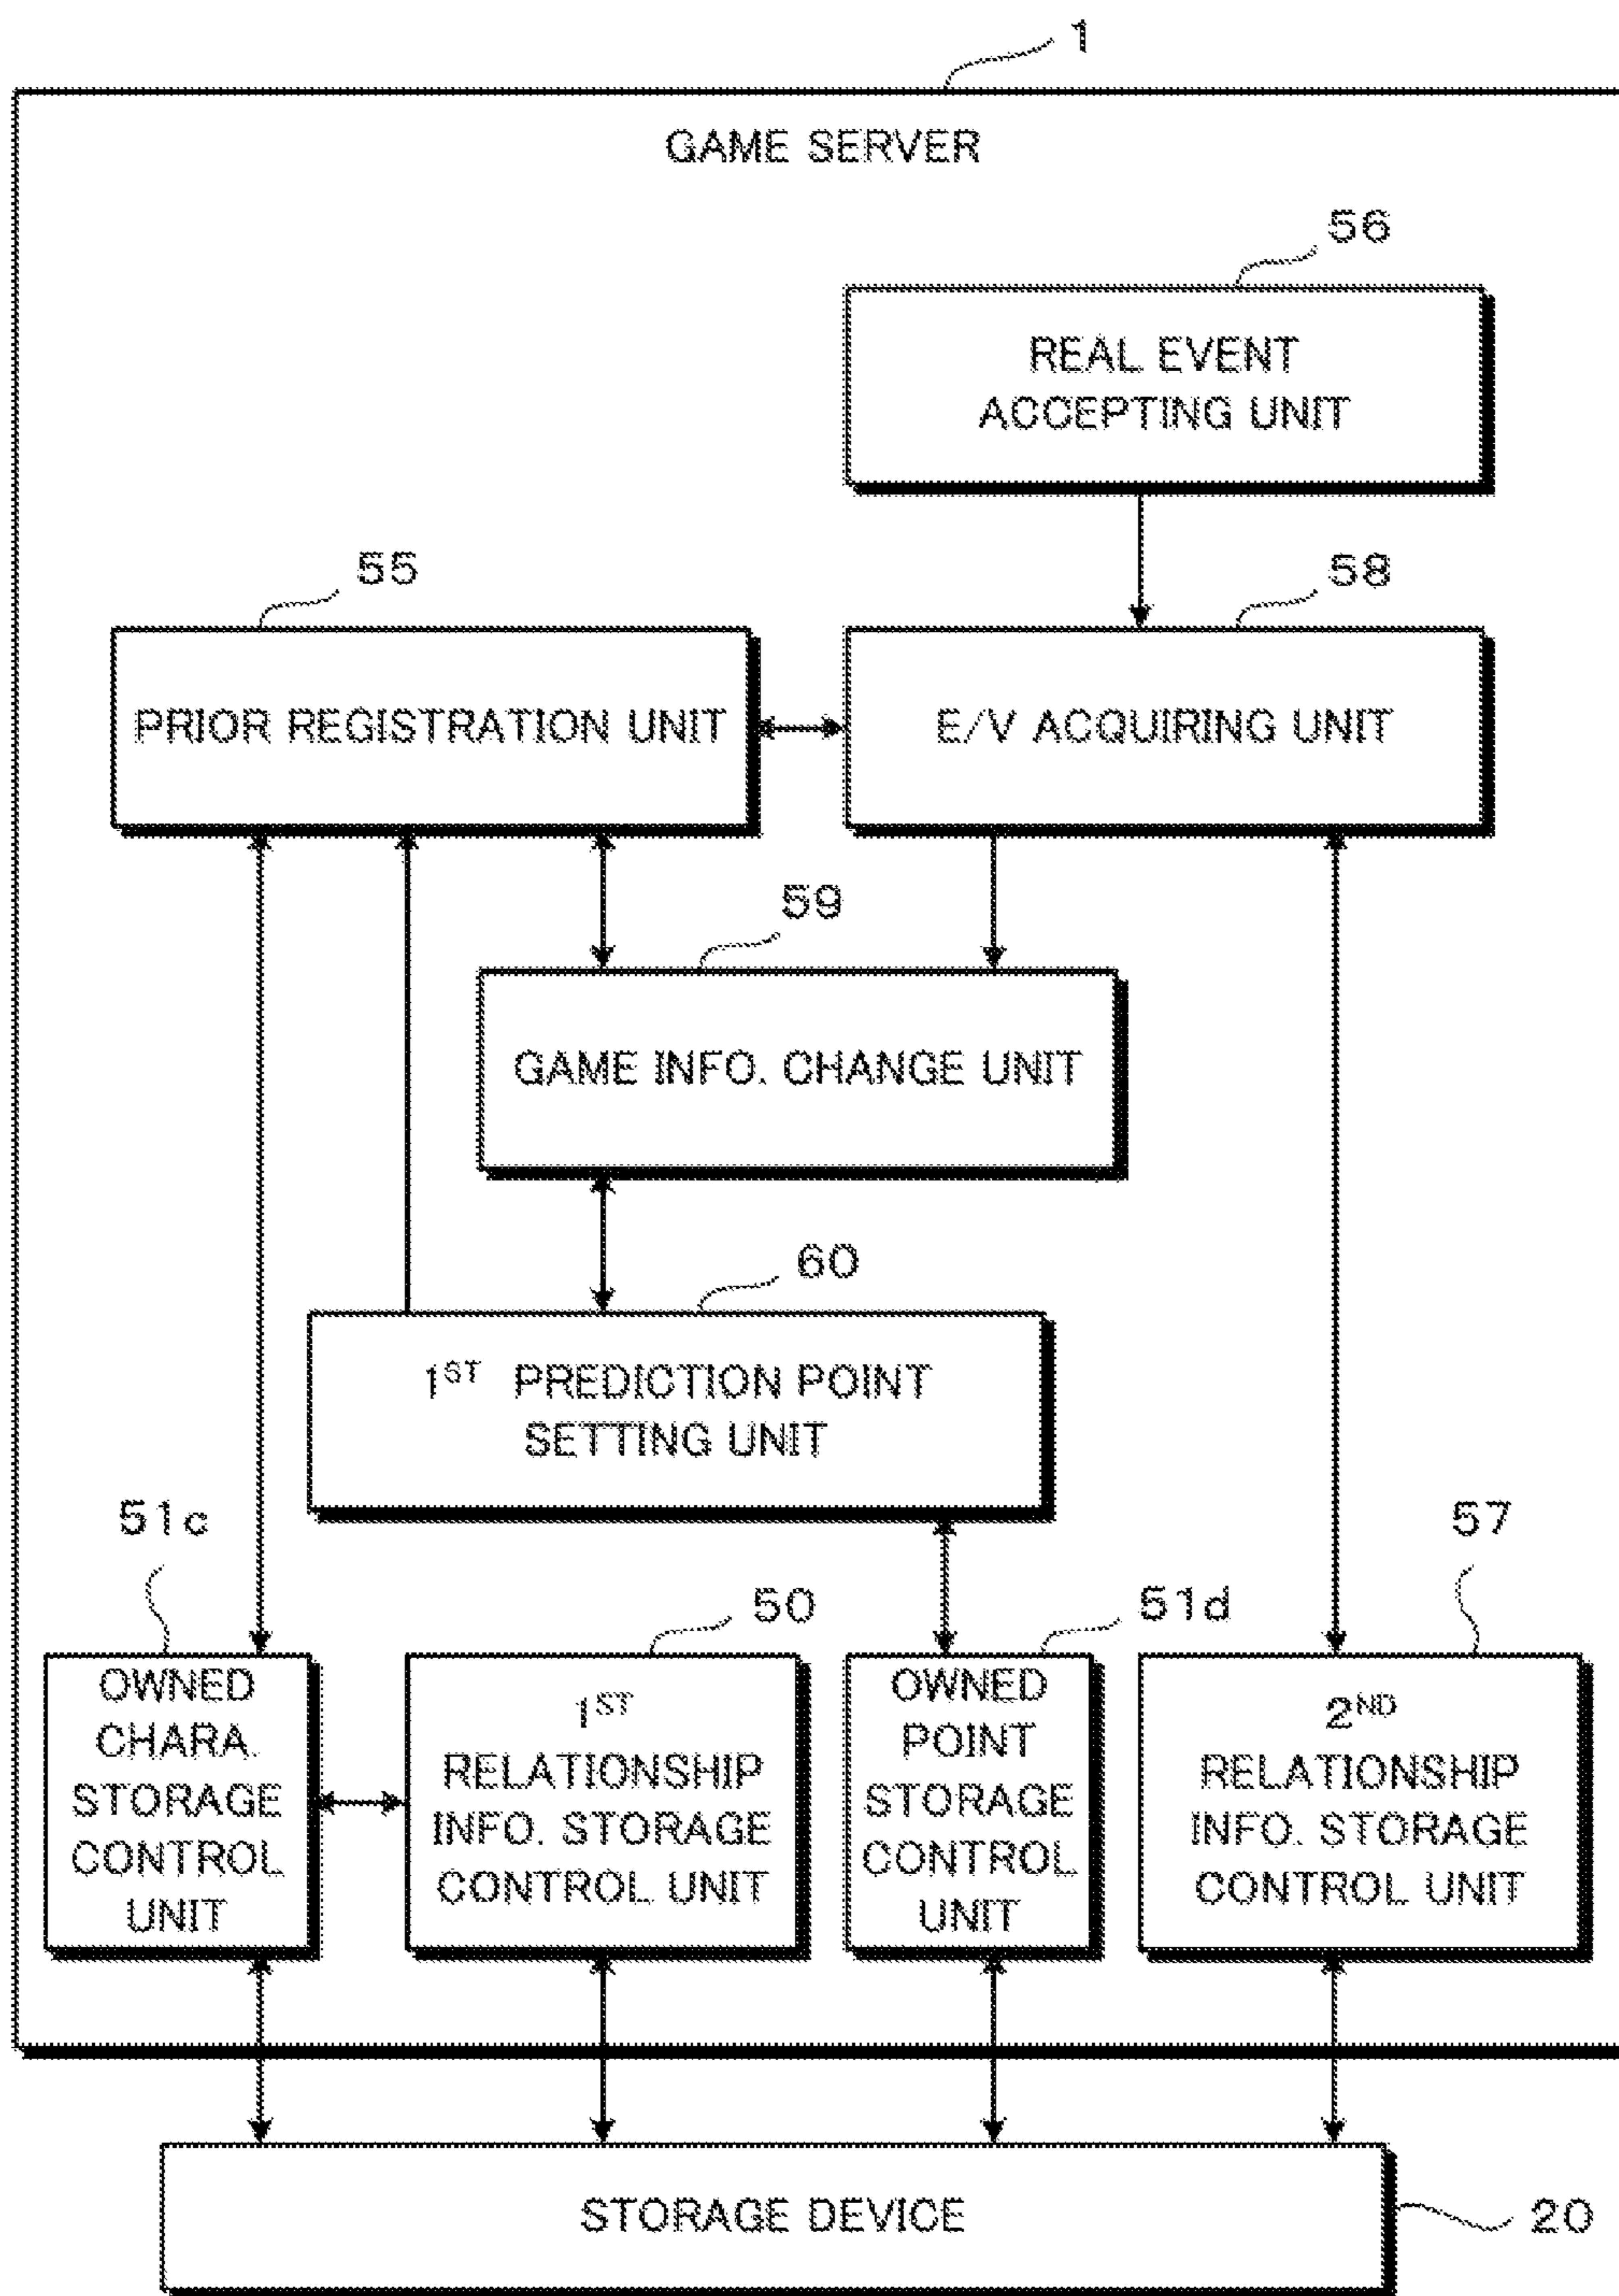 1
GAME SERVER
56
REAL EVENT
ACCEPTING UNIT
55
58
PRIOR REGISTRATION UNIT
E/V ACQUIRING UNIT
59
GAME INFO. CHANGE UNIT
60
1ST PREDICTION POINT
SETTING UNIT
51c
57
50
51d
OWNED
CHARA.
STORAGE
CONTROL
UNIT
1ST
RELATIONSHIP
INFO. STORAGE
CONTROL UNIT
OWNED
POINT
STORAGE
CONTROL
UNIT
2ND
RELATIONSHIP
INFO. STORAGE
CONTROL UNIT
STORAGE DEVICE
20